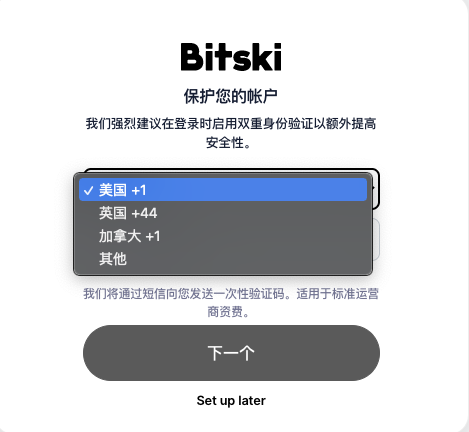 Bitski
保护您的帐户
我们强烈建议在登录时启用双重身份验证以额外提高
安全性。
✓ 美国 +1
英国 +44
加拿大 +1
其他
我们将通过短信向您发送一次性验证码。适用于标准运营
商资费。
下一个
Set up later